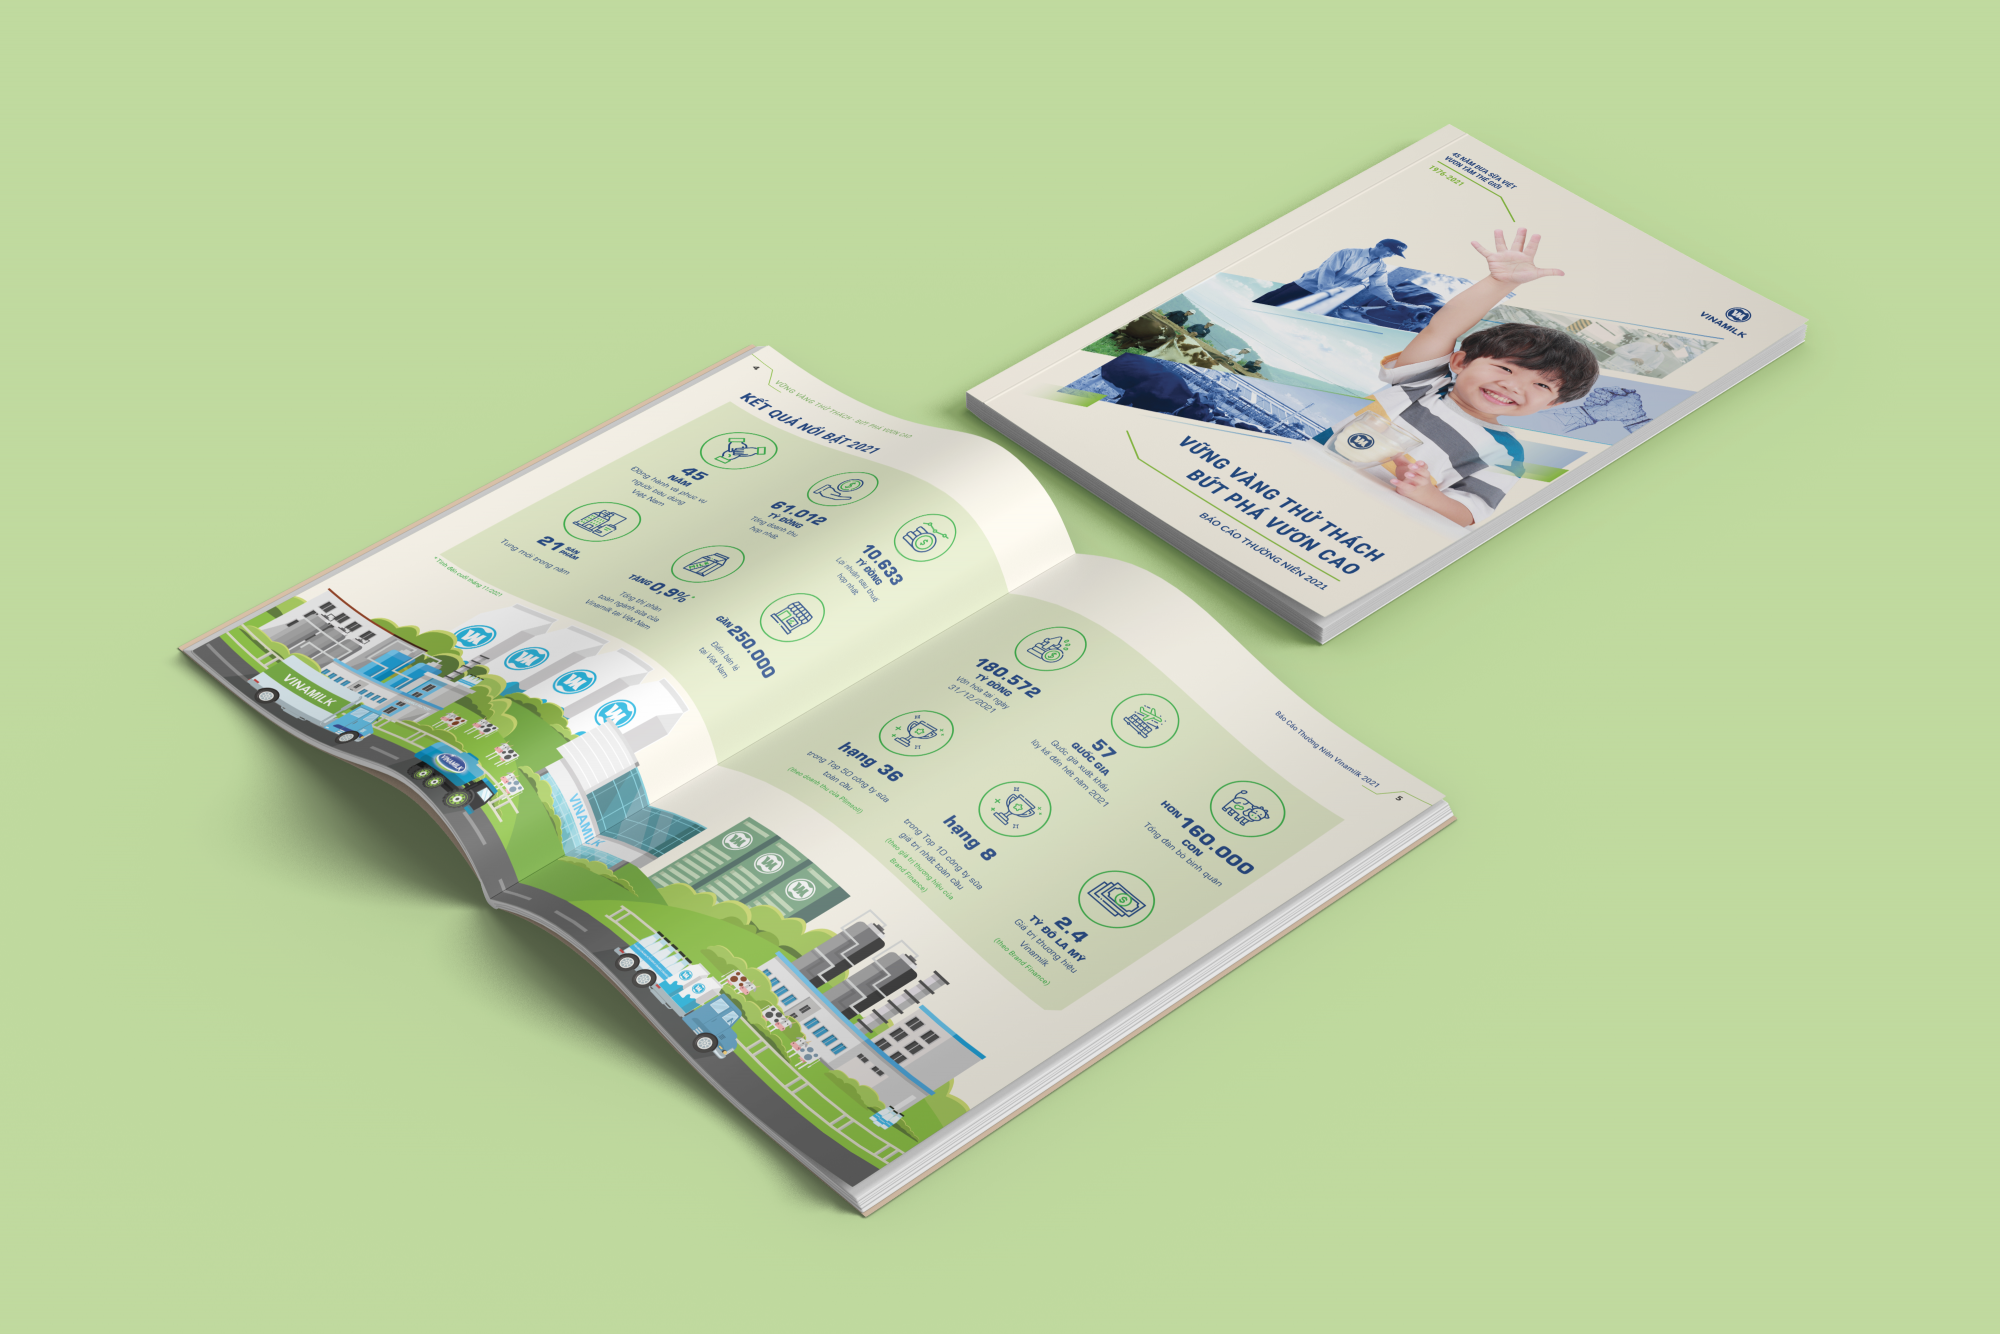 4
VỮNG VÀNG THỬ THÁCH - BỨT PHÁ VƯƠN CAO
KẾT QUẢ NỔI BẬT 2021
45
NĂM
Đồng hành và phục vụ
người tiêu dùng
Việt Nam
61.012
TỶ ĐỒNG
Tổng doanh thu
hợp nhất
10.633
TỶ ĐỒNG
Lợi nhuận sau thuế
hợp nhất
21 SẢN
PHẨM
Tung mới trong năm
TĂNG 0,9%*
Tổng thị phần
toàn ngành sữa của
Vinamilk tại Việt Nam
GẦN 250.000
Điểm bán lẻ
tại Việt Nam
* Tính đến cuối tháng 11/2021
VINAMILK
VINAMILK
VINAMILK
Báo Cáo Thường Niên Vinamilk 2021
5
180.572
TỶ ĐỒNG
Vốn hóa tại ngày
31/12/2021
57
QUỐC GIA
Quốc gia xuất khẩu
lũy kế đến hết năm 2021
HƠN 160.000
CON
Tổng đàn bò bình quân
hạng 36
trong Top 50 công ty sữa
toàn cầu
(theo doanh thu của Plimsoll)
hạng 8
trong Top 10 công ty sữa
giá trị nhất toàn cầu
(theo giá trị thương hiệu của
Brand Finance)
2.4
TỶ ĐÔ LA MỸ
Giá trị thương hiệu
Vinamilk
(theo Brand Finance)
45 NĂM ĐƯA SỮA VIỆT
VƯƠN TẦM THẾ GIỚI
1976-2021
VINAMILK
VỮNG VÀNG THỬ THÁCH
BỨT PHÁ VƯƠN CAO
BÁO CÁO THƯỜNG NIÊN 2021